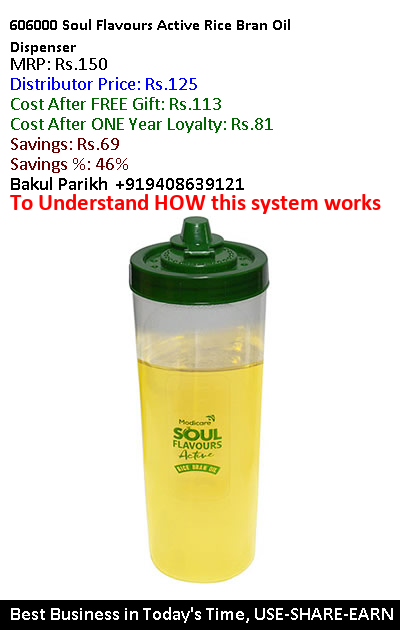 606000 Soul Flavours Active Rice Bran Oil
Dispenser
MRP: Rs.150
Distributor Price: Rs.125
Cost After FREE Gift: Rs.113
Cost After ONE Year Loyalty: Rs.81
Savings: Rs.69
Savings %: 46%
Bakul Parikh +919408639121
To Understand HOW this system works
Modicare
SOUL
FLAVOURS
Active
RICE BRAN OIL
Best Business in Today's Time, USE-SHARE-EARN